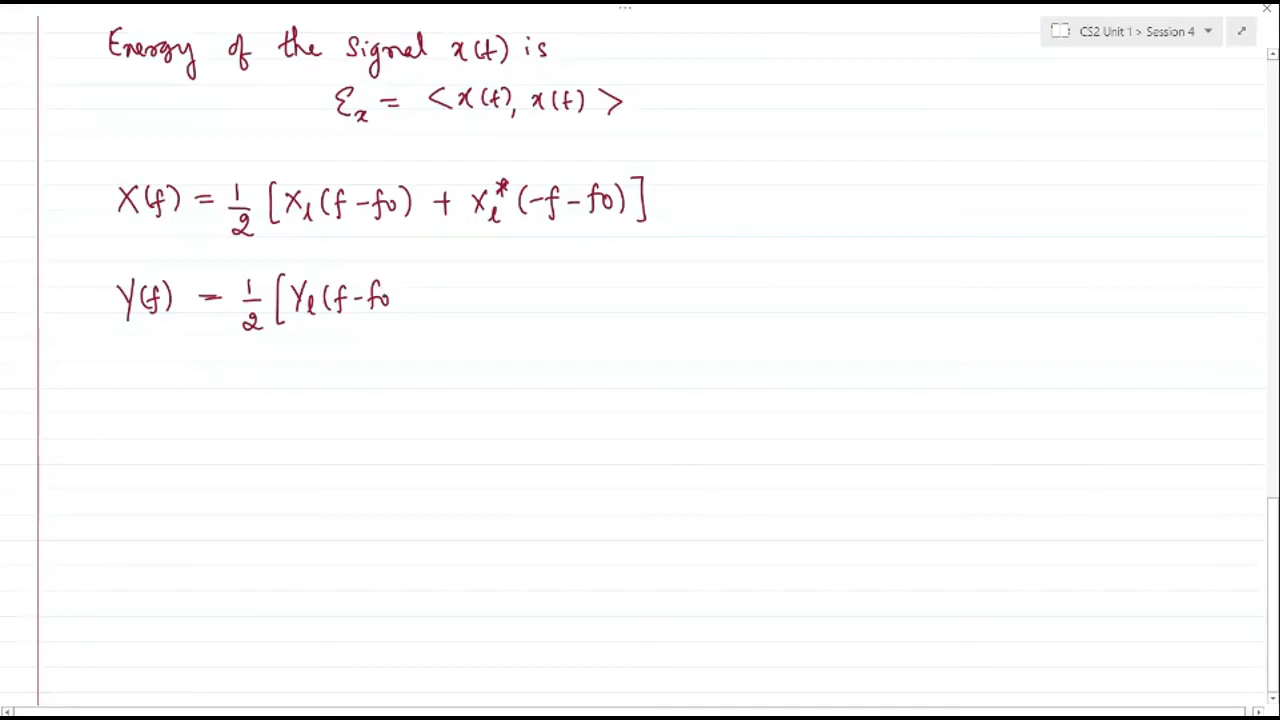 CS2 Unit 1 > Session 4
Energy of the signal x(t) is
Ɛₓ = <x(t), x(t)>
X(f) = 1/2 [Xₗ(f-f0) + Xₗ*(-f-f0)]
Y(f) = 1/2 [Yₗ(f-f0